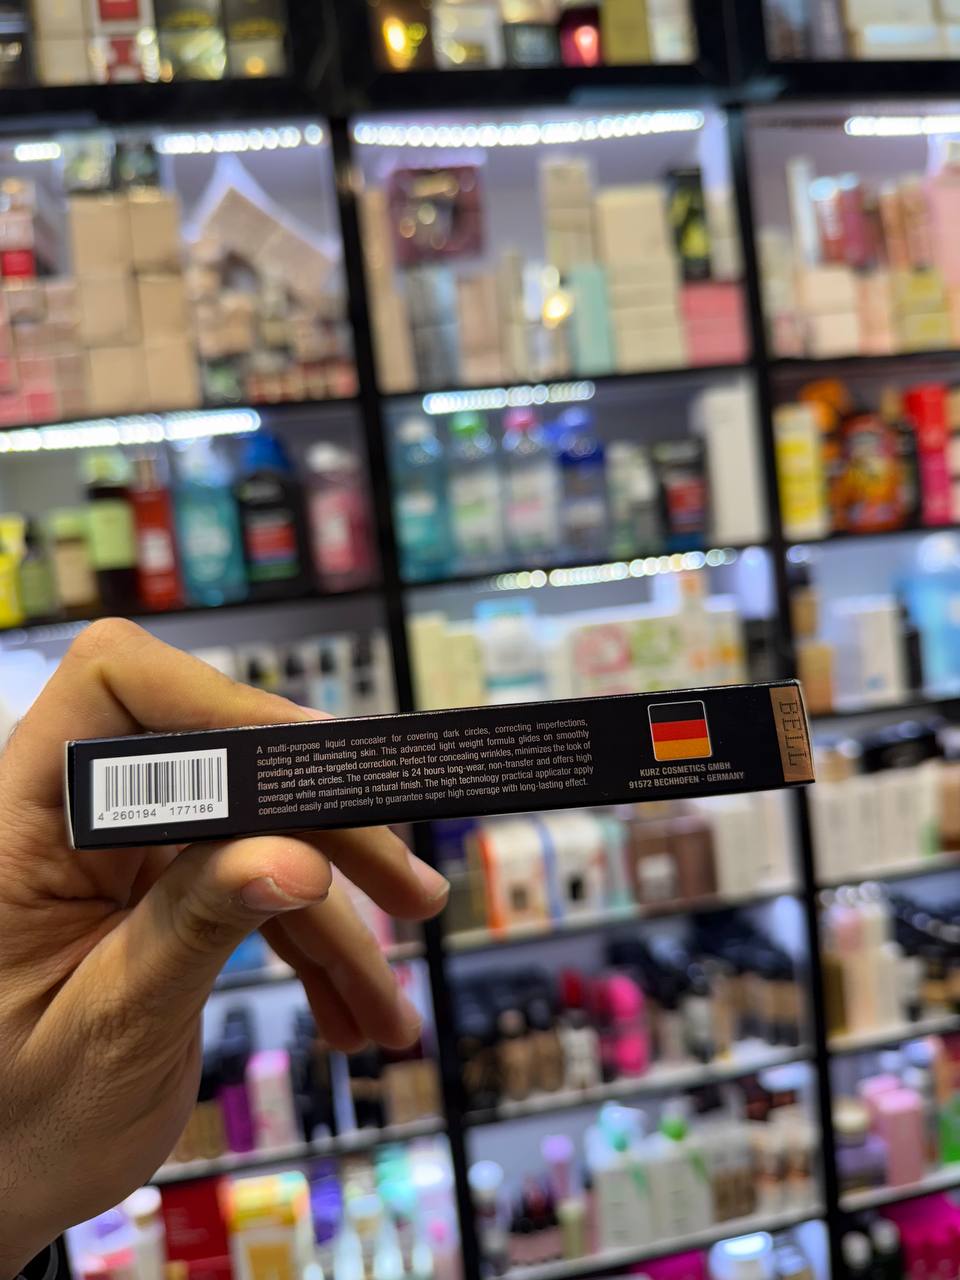 A multi-purpose liquid concealer for covering dark circles, correcting imperfections,
sculpting and illuminating skin. This advanced light weight formula glides on smoothly
providing an ultra-targeted correction. Perfect for concealing wrinkles, minimizes the look of
flaws and dark circles. The concealer is 24 hours long-wear, non-transfer and offers high
coverage while maintaining a natural finish. The high technology practical applicator apply
concealed easily and precisely to guarantee super high coverage with long-lasting effect.
4 260194 177186
KURZ COSMETICS GMBH
91572 BECHHOFEN - GERMANY
BELL